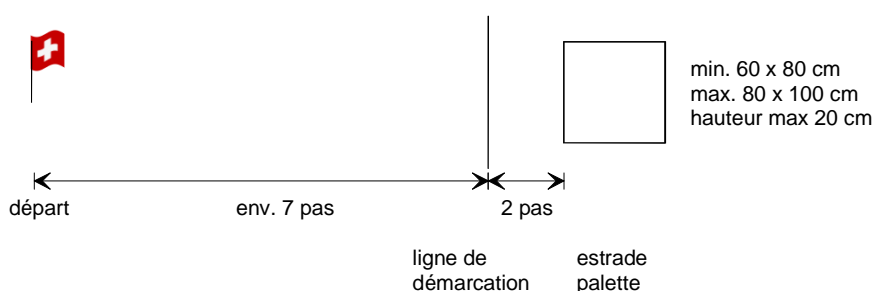 min. 60 x 80 cm
max. 80 x 100 cm
hauteur max 20 cm
départ
env. 7 pas
2 pas
ligne de
démarcation
estrade
palette